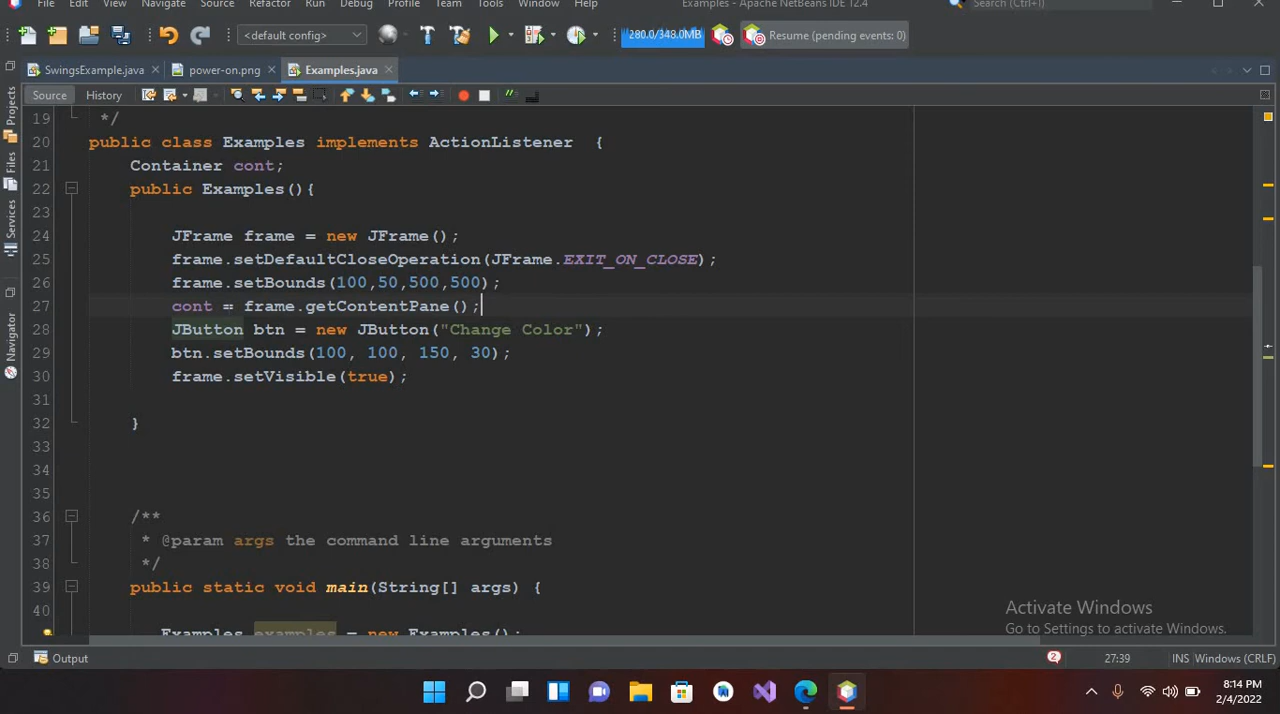 File Edit View Navigate Source Refactor Run Debug Profile Team Tools Window Help
Examples - Apache NetBeans IDE 12.4
Search (Ctrl+I)
<default config>
280.0/348.0MB
Resume (pending events: 0)
SwingsExample.java
power-on.png
Examples.java
Source
History
Projects
Files
Services
Navigator
19 */
20 public class Examples implements ActionListener {
21 Container cont;
22 public Examples(){
23
24 JFrame frame = new JFrame();
25 frame.setDefaultCloseOperation(JFrame.EXIT_ON_CLOSE);
26 frame.setBounds(100,50,500,500);
27 cont = frame.getContentPane();
28 JButton btn = new JButton("Change Color");
29 btn.setBounds(100, 100, 150, 30);
30 frame.setVisible(true);
31
32 }
33
34
35
36 /**
37 * @param args the command line arguments
38 */
39 public static void main(String[] args) {
40
Examples examples = new Examples();
Activate Windows
Go to Settings to activate Windows.
Output
2
27:39
INS
Windows (CRLF)
8:14 PM
2/4/2022